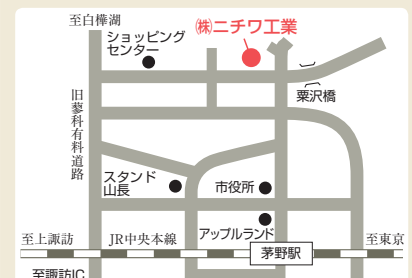 至白樺湖
ショッピング
センター
㈱ニチワ工業
粟沢橋
旧蓼科有料道路
スタンド
山長
市役所
アップルランド
至上諏訪
JR中央本線
茅野駅
至東京
至諏訪IC